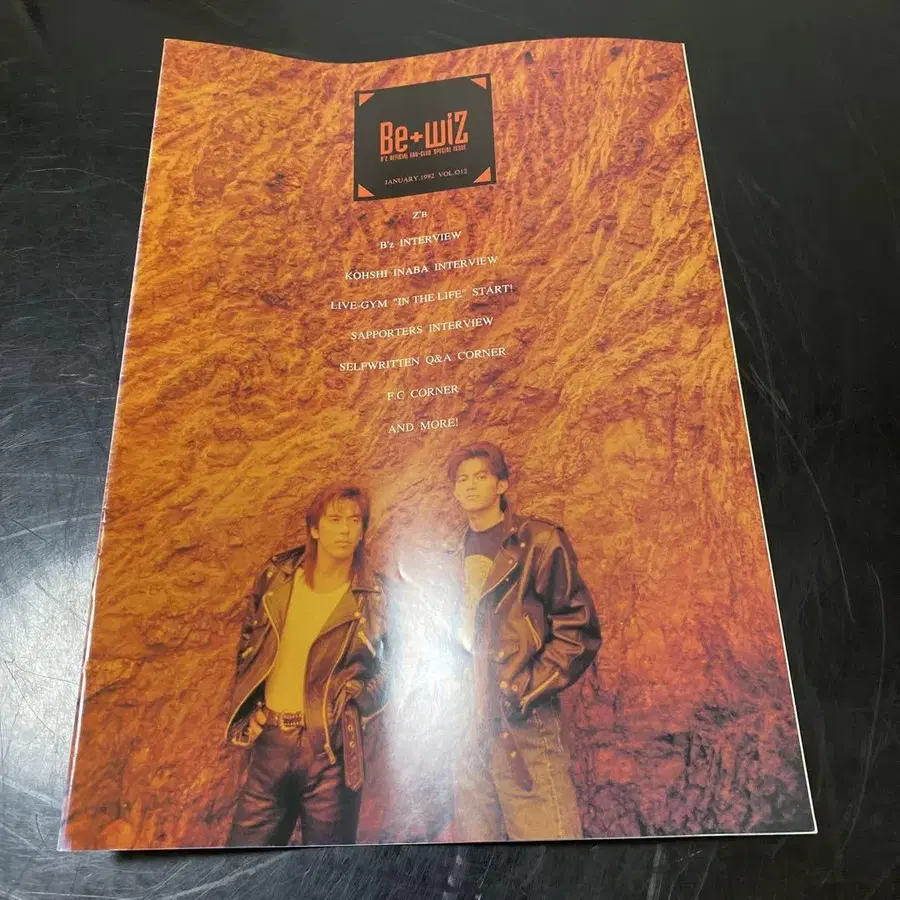 Be+wiZ
B'Z OFFICIAL FAN-CLUB SPECIAL ISSUE
JANUARY.1992 VOL.O12
Z'B
B'z INTERVIEW
KOHSHI INABA INTERVIEW
LIVE-GYM "IN THE LIFE" START!
SAPPORTERS INTERVIEW
SELFWRITTEN Q&A CORNER
F.C CORNER
AND MORE!